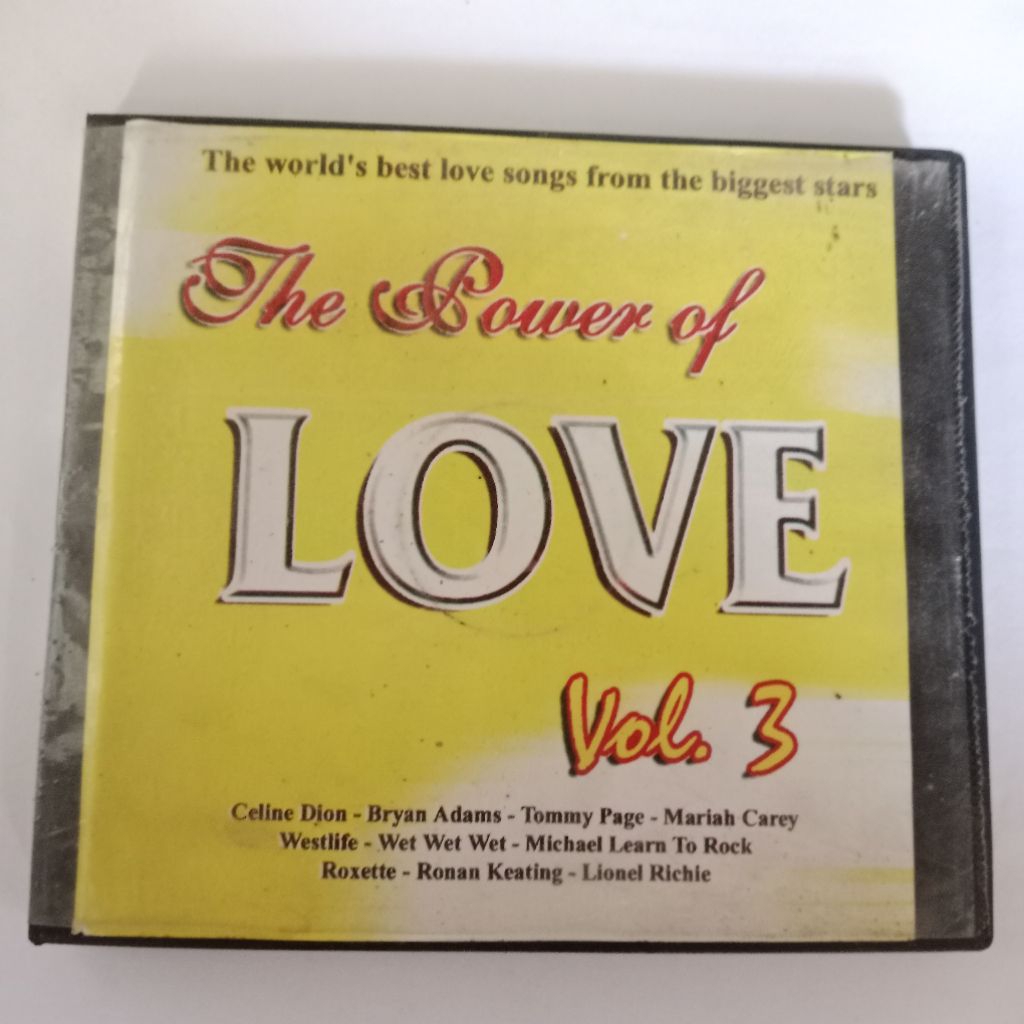 The world's best love songs from the biggest stars
The Power of
LOVE
Vol. 3
Celine Dion - Bryan Adams - Tommy Page - Mariah Carey
Westlife - Wet Wet Wet - Michael Learn To Rock
Roxette - Ronan Keating - Lionel Richie